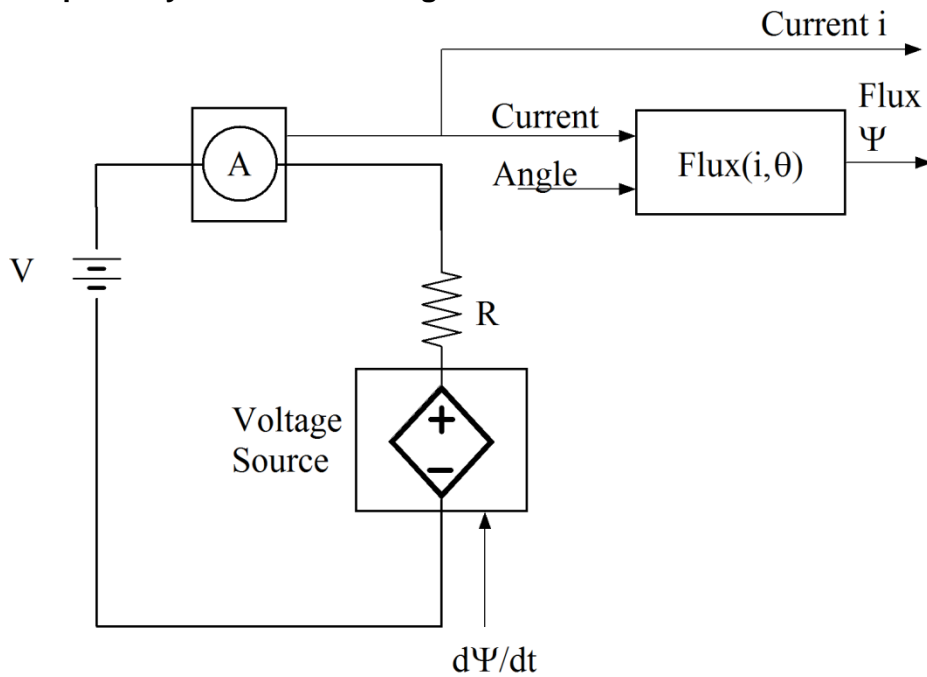 Current i
Current
Flux
Ψ
A
Flux(i,θ)
Angle
V
R
+
Voltage
Source
−
dΨ/dt